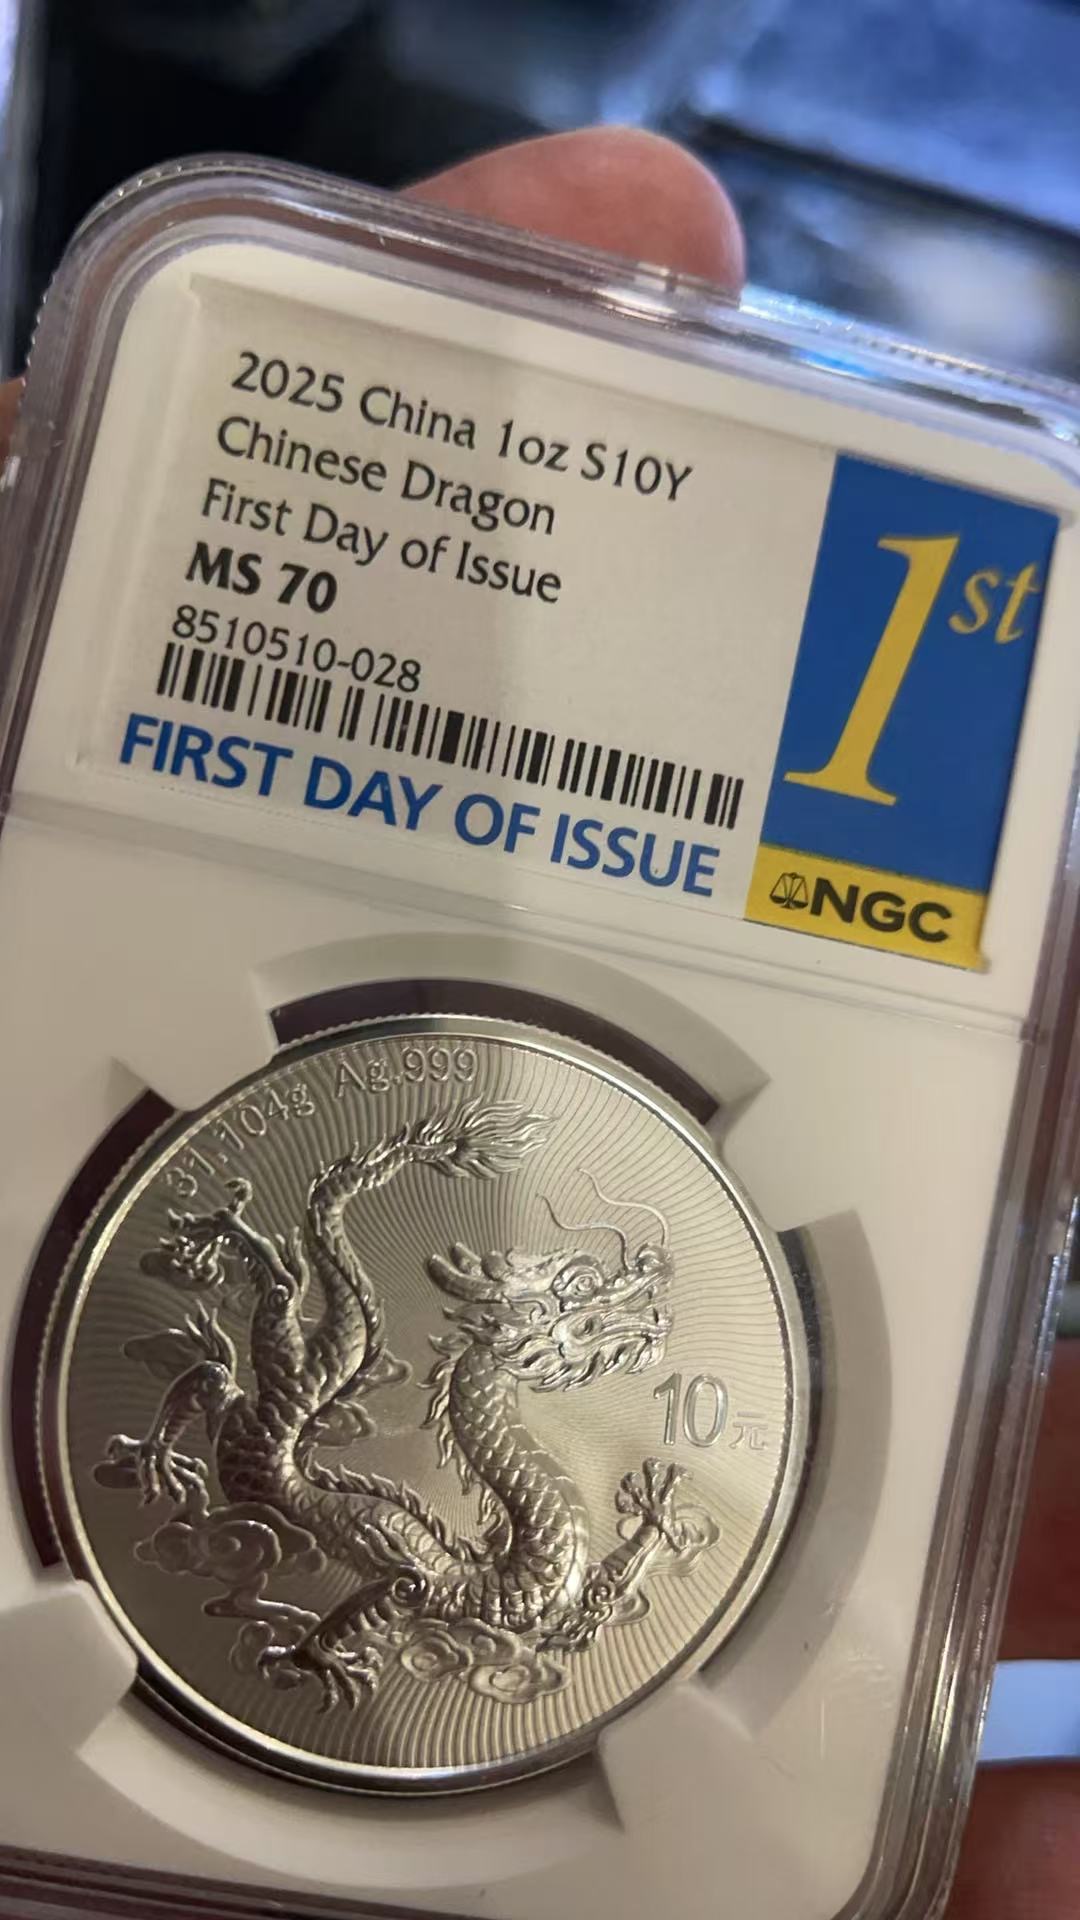 2025 China 1oz S10Y
Chinese Dragon
First Day of Issue
MS 70
8510510-028
FIRST DAY OF ISSUE
1st
NGC
31.104g Ag.999
10元